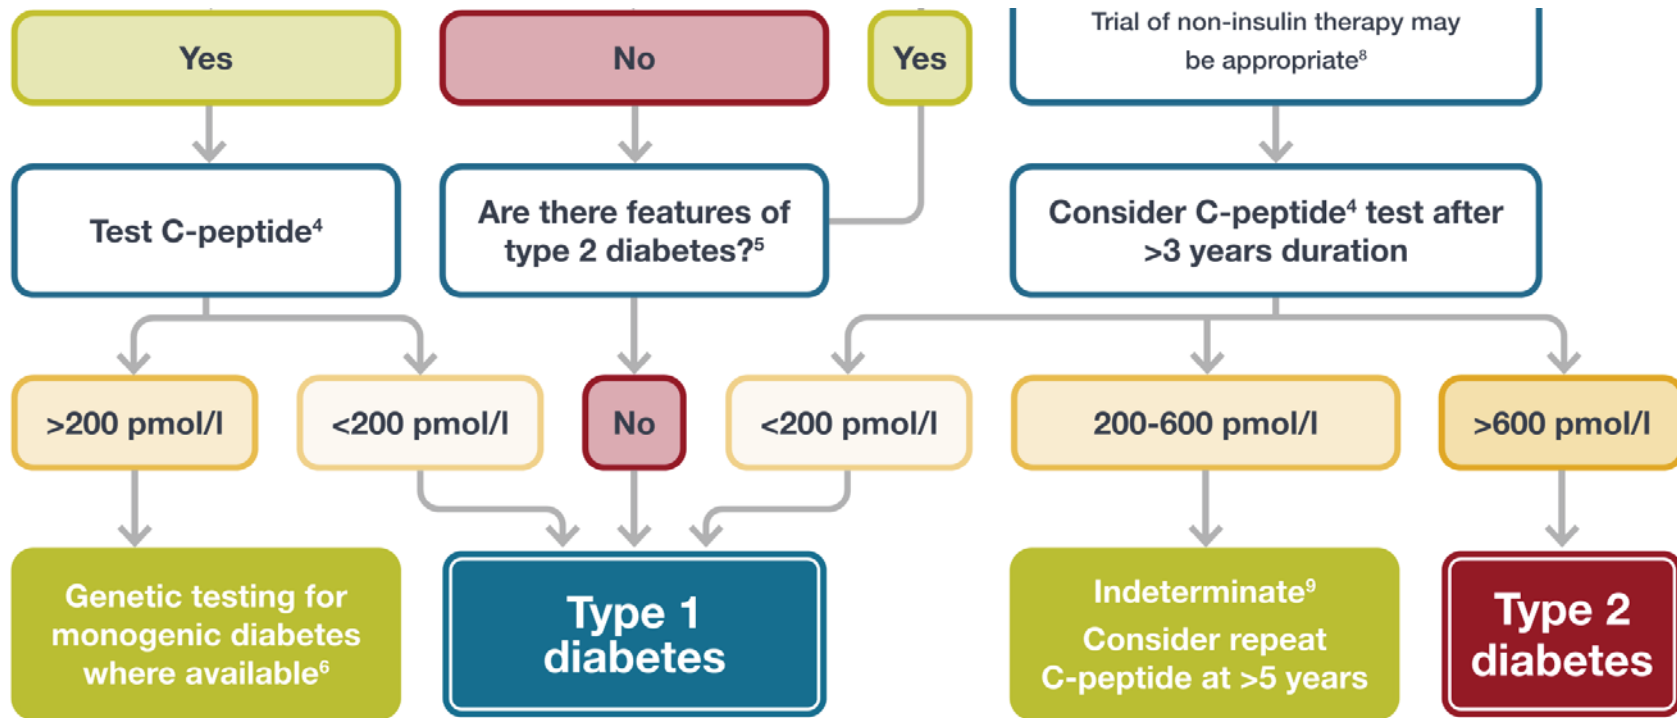 Yes
No
Yes
Trial of non-insulin therapy may
be appropriate⁸
Test C-peptide⁴
Are there features of
type 2 diabetes?⁵
Consider C-peptide⁴ test after
>3 years duration
>200 pmol/l
<200 pmol/l
No
<200 pmol/l
200-600 pmol/l
>600 pmol/l
Genetic testing for
monogenic diabetes
where available⁶
Type 1
diabetes
Indeterminate⁹
Consider repeat
C-peptide at >5 years
Type 2
diabetes